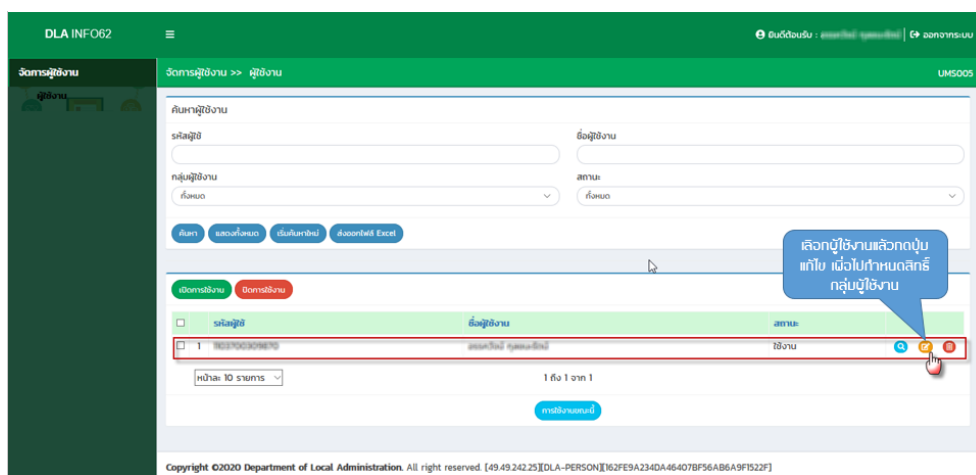 DLA INFO62
ยินดีต้อนรับ :
ออกจากระบบ
จัดการผู้ใช้งาน
จัดการผู้ใช้งาน >> ผู้ใช้งาน
UMS005
ผู้ใช้งาน
ค้นหาผู้ใช้งาน
รหัสผู้ใช้
ชื่อผู้ใช้งาน
กลุ่มผู้ใช้งาน
สถานะ
ทั้งหมด
ทั้งหมด
ค้นหา
แสดงทั้งหมด
เริ่มค้นหาใหม่
ส่งออกไฟล์ Excel
เลือกผู้ใช้งานแล้วกดปุ่ม
แก้ไข เพื่อไปกำหนดสิทธิ์
กลุ่มผู้ใช้งาน
เปิดการใช้งาน
ปิดการใช้งาน
รหัสผู้ใช้
ชื่อผู้ใช้งาน
สถานะ
1
ใช้งาน
หน้าละ 10 รายการ
1 ถึง 1 จาก 1
การใช้งานขณะนี้
Copyright ©2020 Department of Local Administration. All right reserved. [49.49.242.25][DLA-PERSON][162FE9A234DA46407BF56AB6A9F1522F]